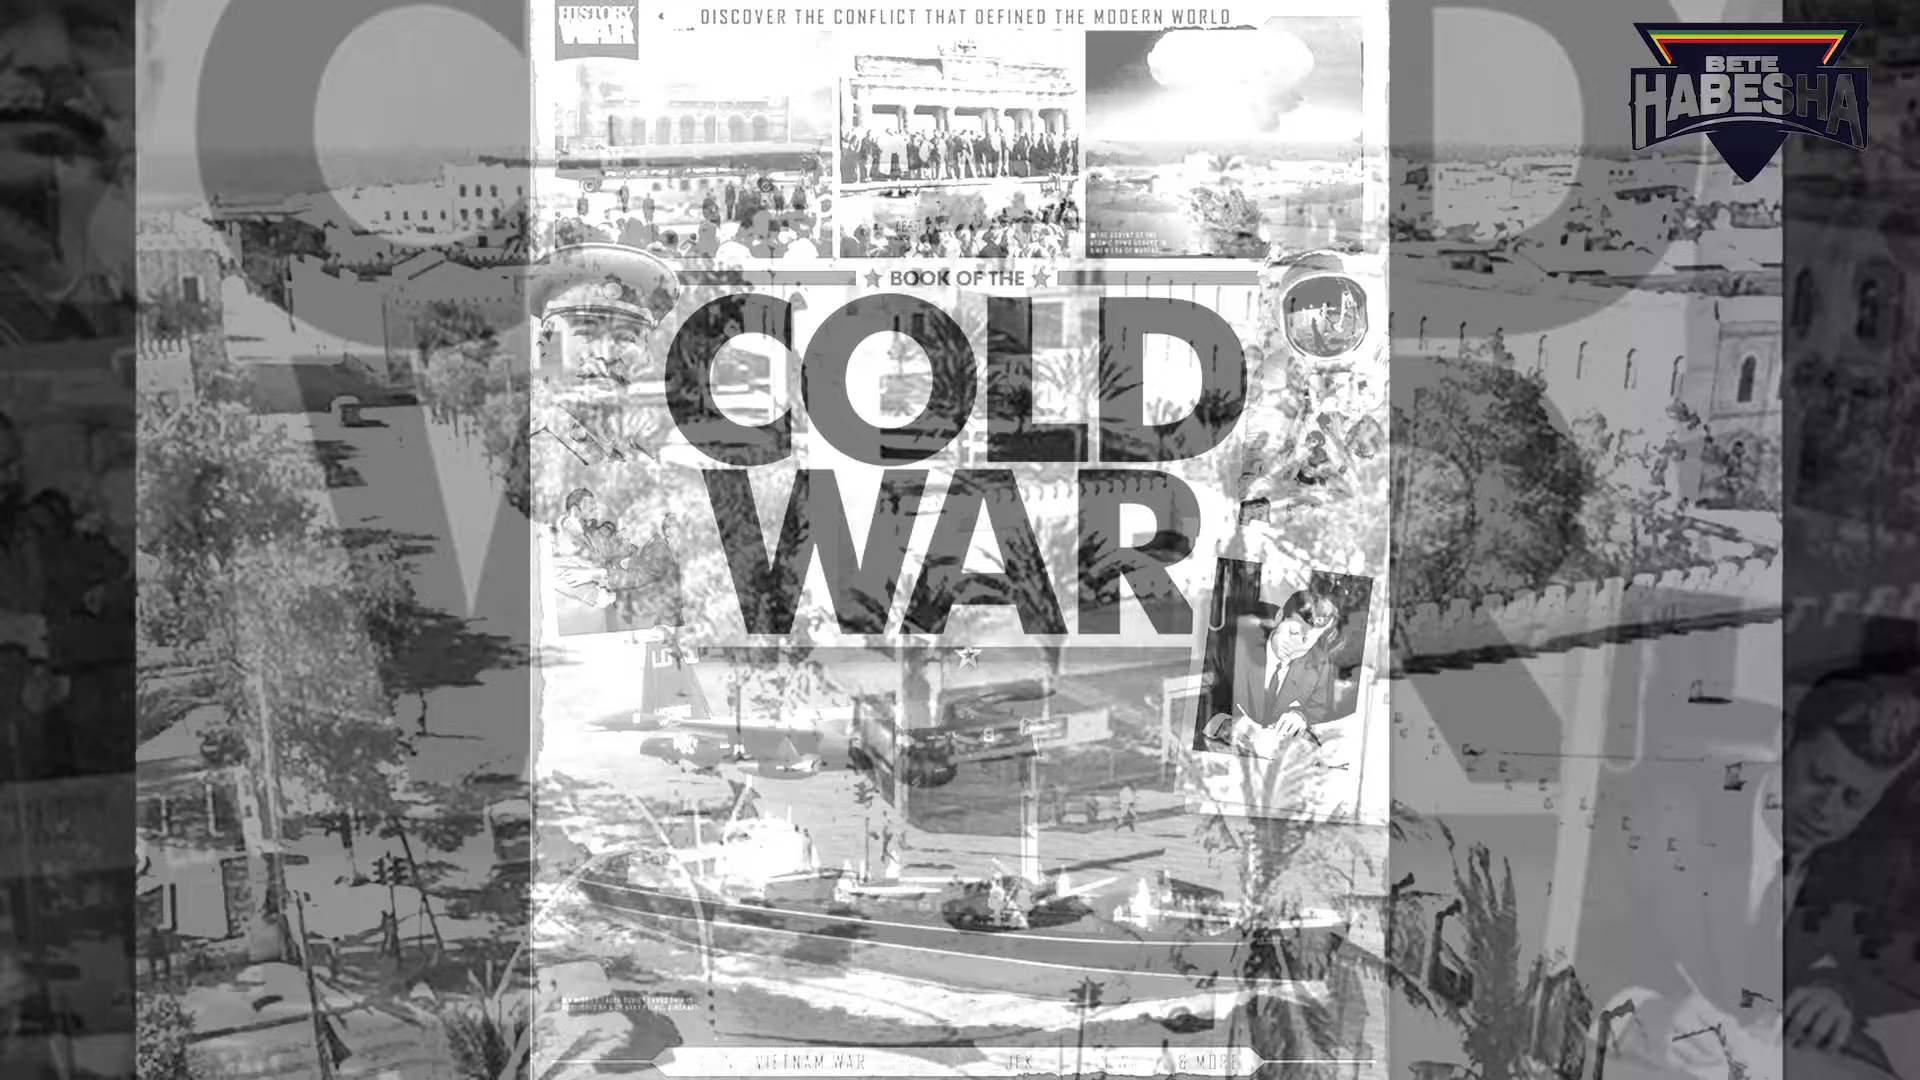 HISTORY
WAR
DISCOVER THE CONFLICT THAT DEFINED THE MODERN WORLD
BETE
HABESHA
BOOK OF THE
COLD
WAR
VIETNAM WAR
JFK
& MORE